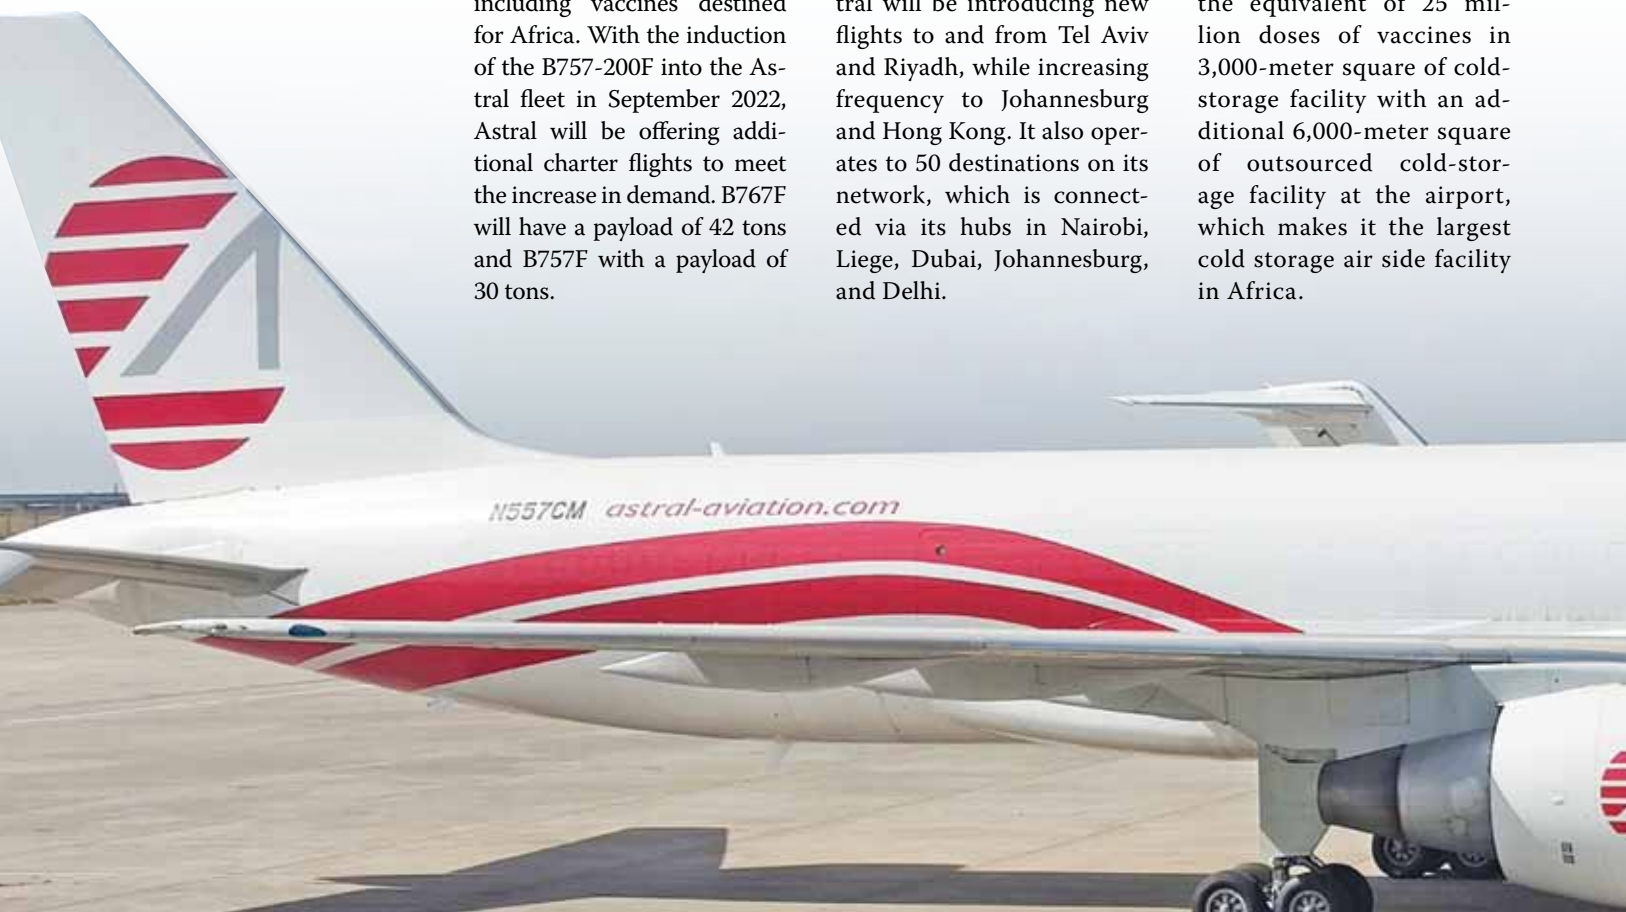 including vaccines destined
for Africa. With the induction
of the B757-200F into the As-
tral fleet in September 2022,
Astral will be offering addi-
tional charter flights to meet
the increase in demand. B767F
will have a payload of 42 tons
and B757F with a payload of
30 tons.
tral will be introducing new
flights to and from Tel Aviv
and Riyadh, while increasing
frequency to Johannesburg
and Hong Kong. It also oper-
ates to 50 destinations on its
network, which is connect-
ed via its hubs in Nairobi,
Liege, Dubai, Johannesburg,
and Delhi.
the equivalent of 25 mil-
lion doses of vaccines in
3,000-meter square of cold-
storage facility with an ad-
ditional 6,000-meter square
of outsourced cold-stor-
age facility at the airport,
which makes it the largest
cold storage air side facility
in Africa.
N557CM astral-aviation.com